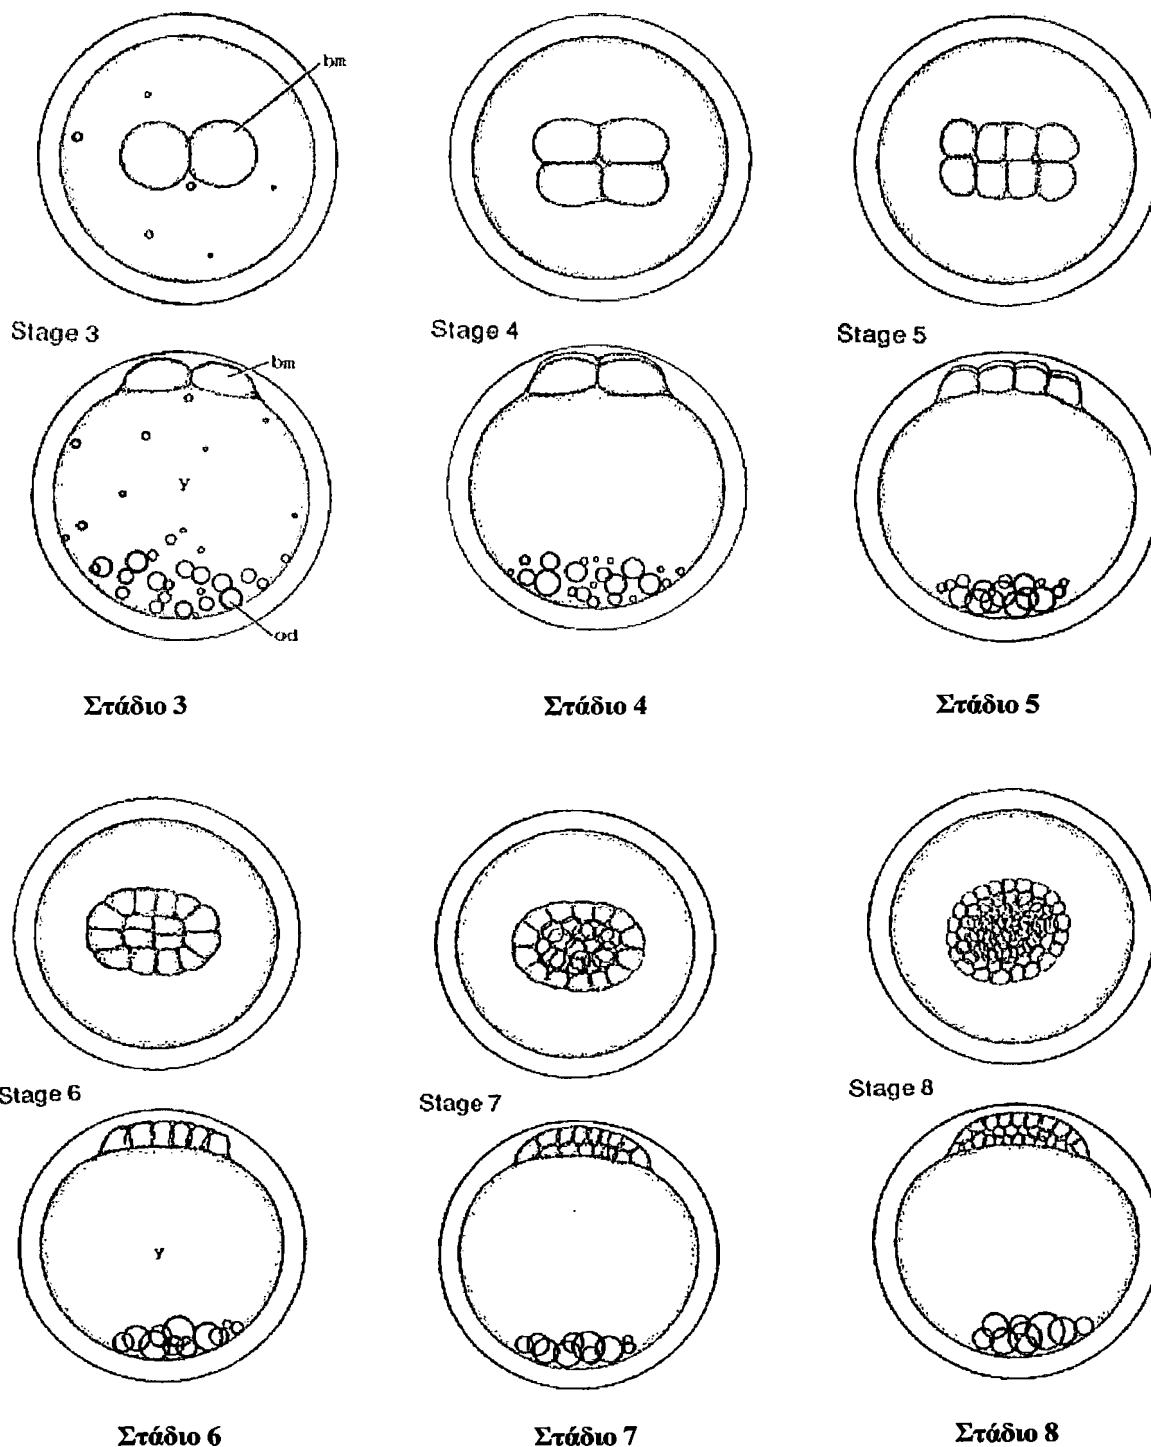 bm
Stage 3
Stage 4
Stage 5
bm
y
od
Στάδιο 3
Στάδιο 4
Στάδιο 5
Stage 6
Stage 7
Stage 8
y
Στάδιο 6
Στάδιο 7
Στάδιο 8